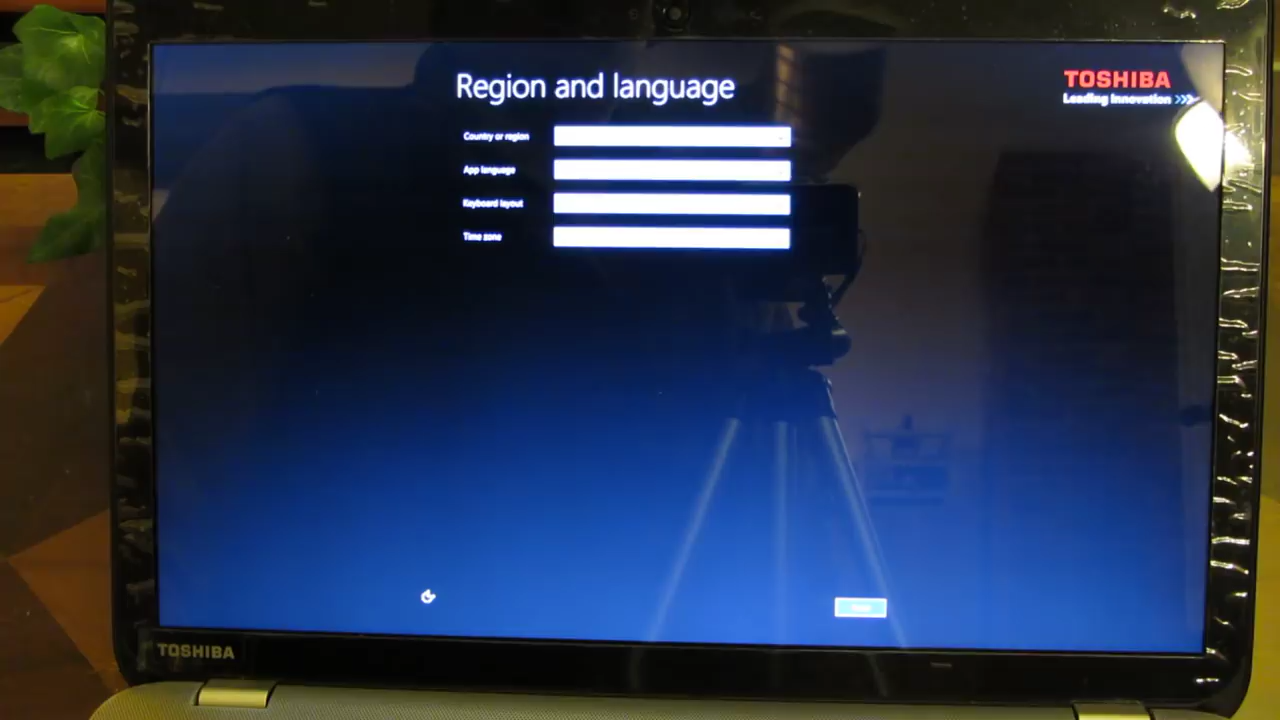 Region and language
TOSHIBA
Leading Innovation >>>
Country or region
App language
Keyboard layout
Time zone
TOSHIBA